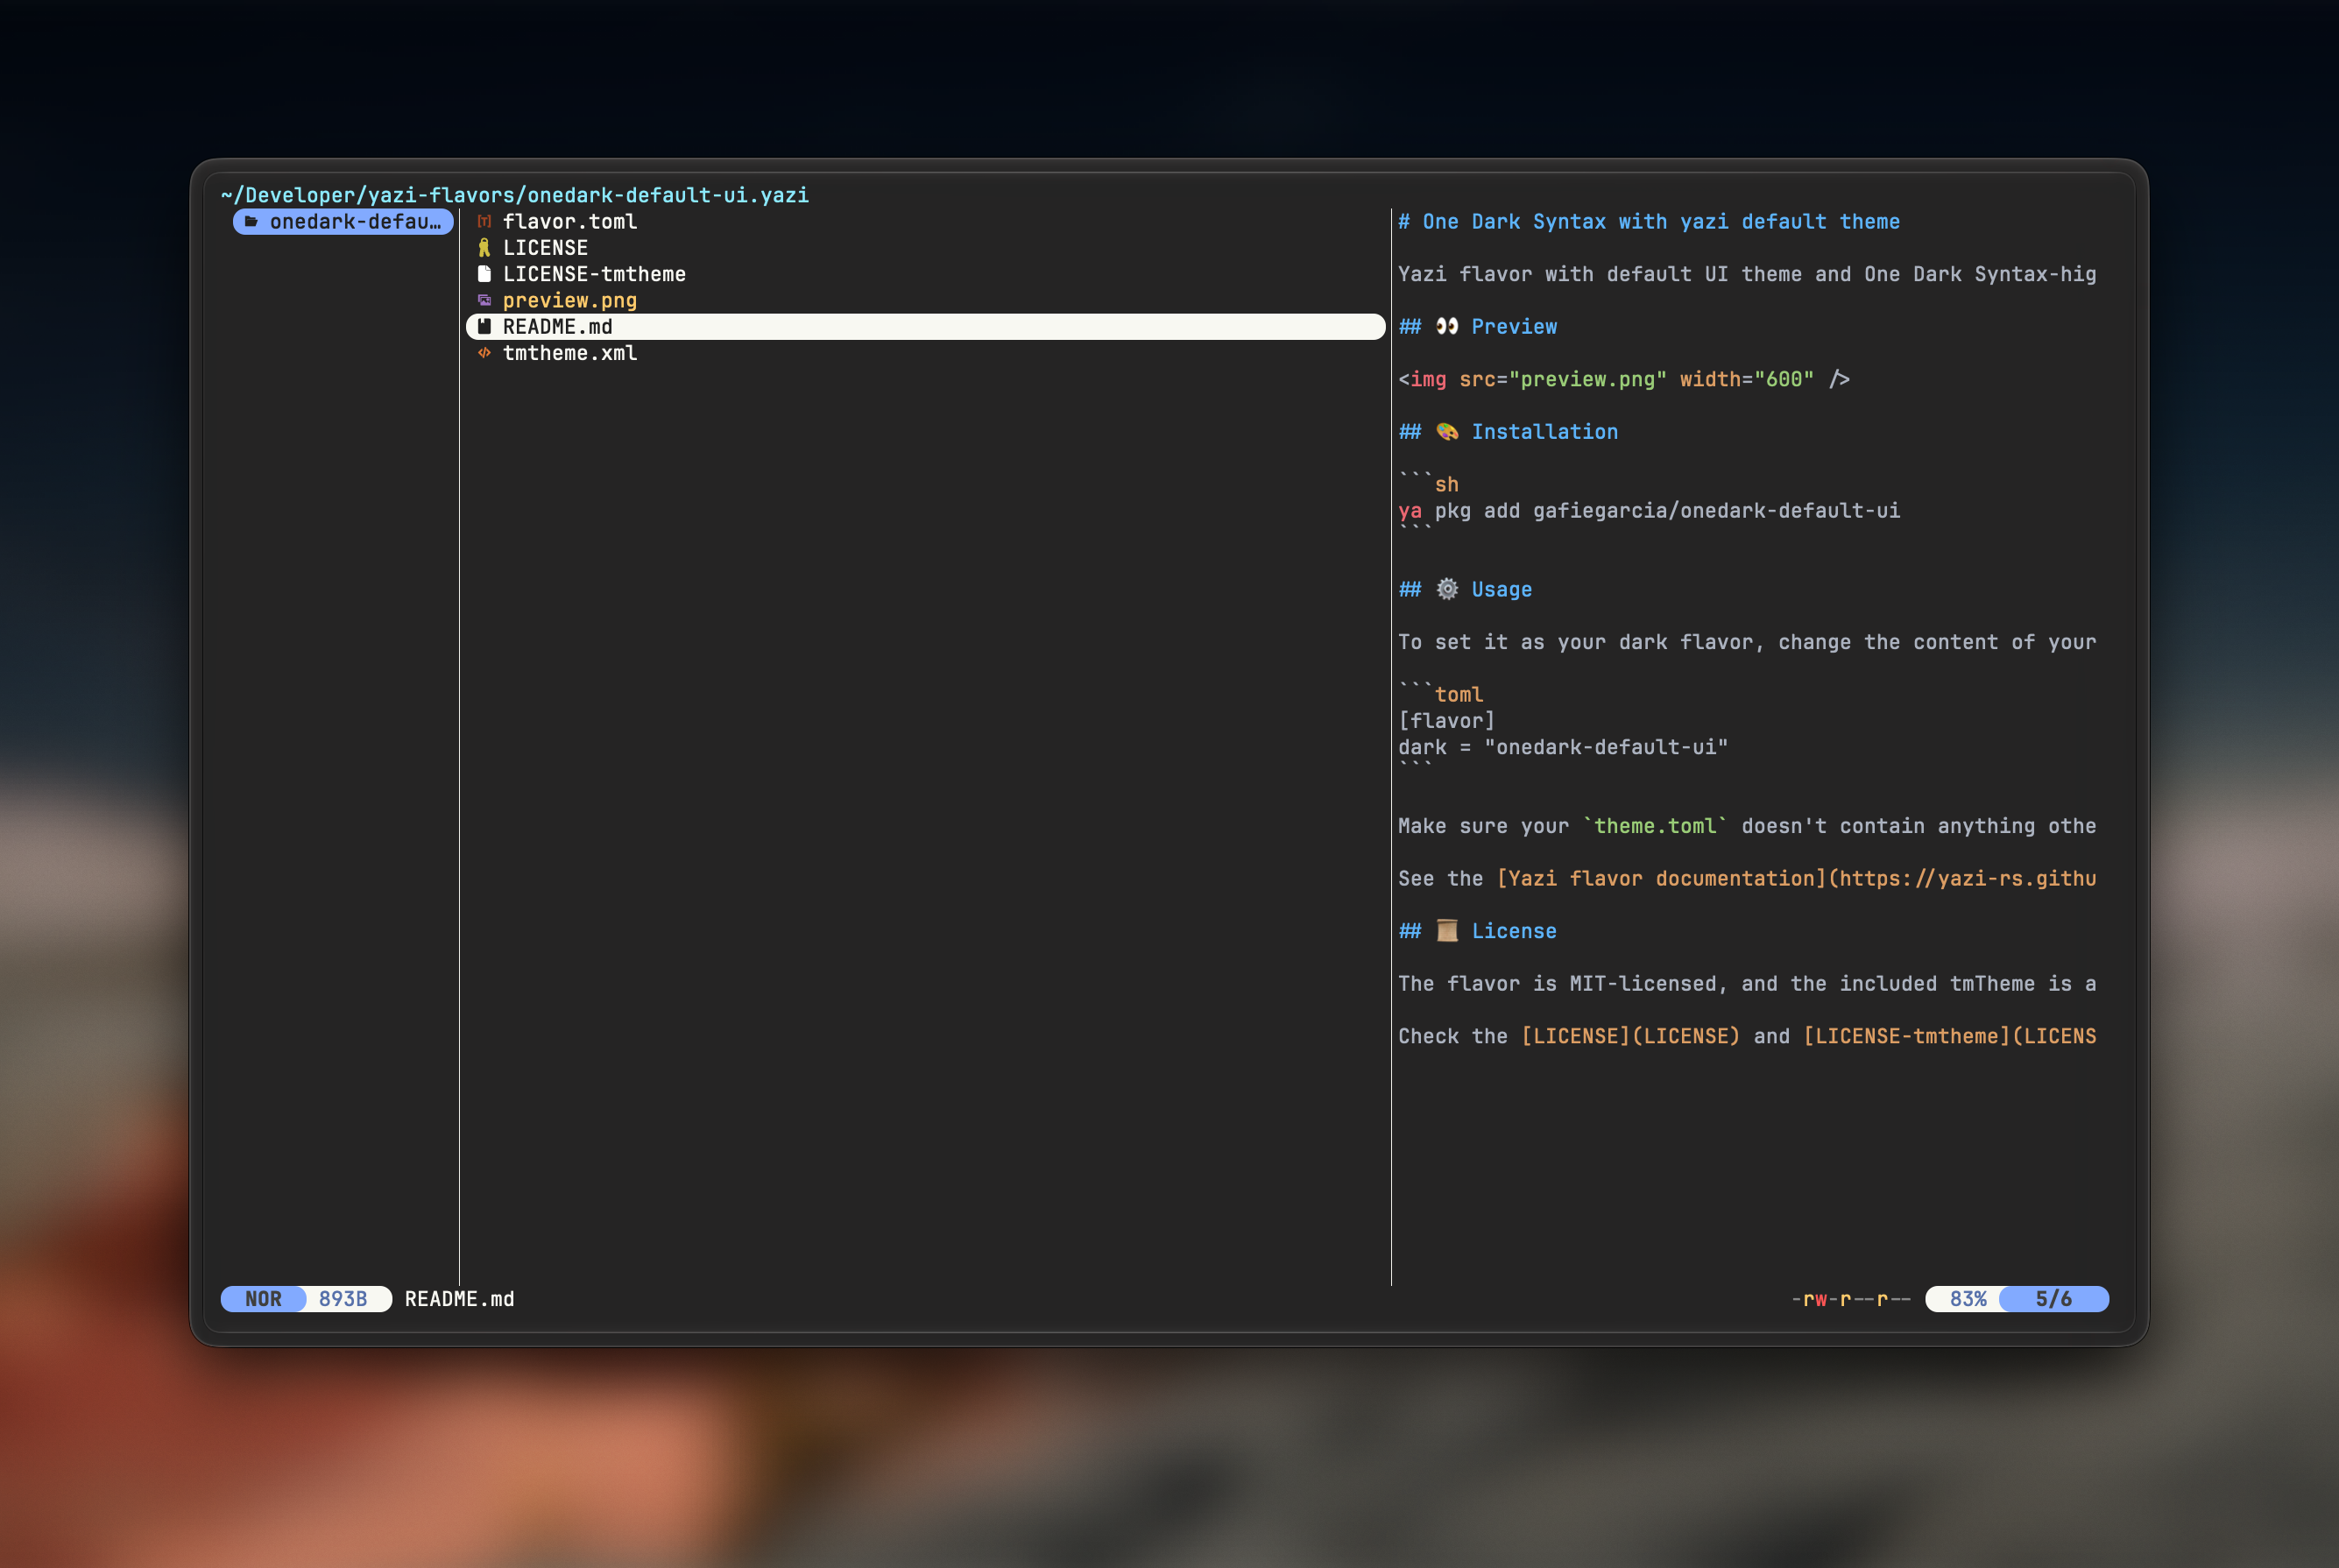 ~/Developer/yazi-flavors/onedark-default-ui.yazi
onedark-defau…
flavor.toml
LICENSE
LICENSE-tmtheme
preview.png
README.md
tmtheme.xml
# One Dark Syntax with yazi default theme
Yazi flavor with default UI theme and One Dark Syntax-hig
## 👀 Preview
<img src="preview.png" width="600" />
## 🎨 Installation
```sh
ya pkg add gafiegarcia/onedark-default-ui
```
## ⚙️ Usage
To set it as your dark flavor, change the content of your
```toml
[flavor]
dark = "onedark-default-ui"
```
Make sure your `theme.toml` doesn't contain anything othe
See the [Yazi flavor documentation](https://yazi-rs.githu
## 📜 License
The flavor is MIT-licensed, and the included tmTheme is a
Check the [LICENSE](LICENSE) and [LICENSE-tmtheme](LICENS
NOR 893B README.md
-rw-r--r-- 83% 5/6